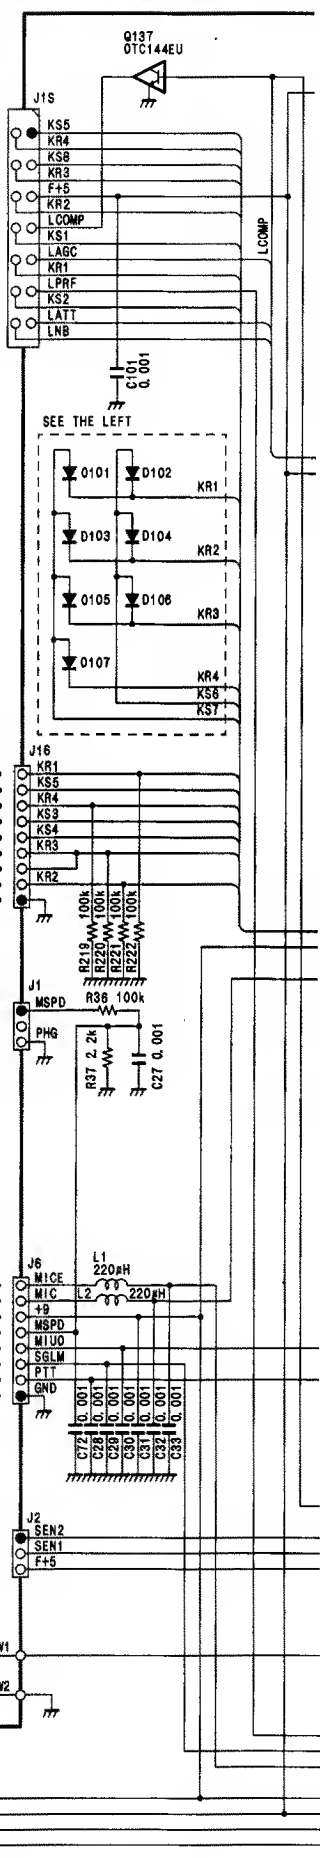 Q137
DTC144EU
J1S
KS5
KR4
KS6
KR3
F+5
KR2
LCOMP
KS1
LAGC
KR1
LPRF
KS2
LATT
LNB
LCOMP
C101
0.001
SEE THE LEFT
D101
D102
KR1
D103
D104
KR2
D105
D106
KR3
D107
KR4
KS6
KS7
J16
KR1
KS5
KR4
KS3
KS4
KR3
KR2
R219 100k
R220 100k
R221 100k
R222 100k
J1
MSPD
R36 100k
PHG
R37 2.2k
C27 0.001
J6
L1
220μH
MICE
MIC
L2
220μH
+9
MSPD
MIUO
SGLM
PTT
GND
C72 0.001
C28 0.001
C29 0.001
C30 0.001
C31 0.001
C32 0.001
C33 0.001
J2
SEN2
SEN1
F+5
W1
W2